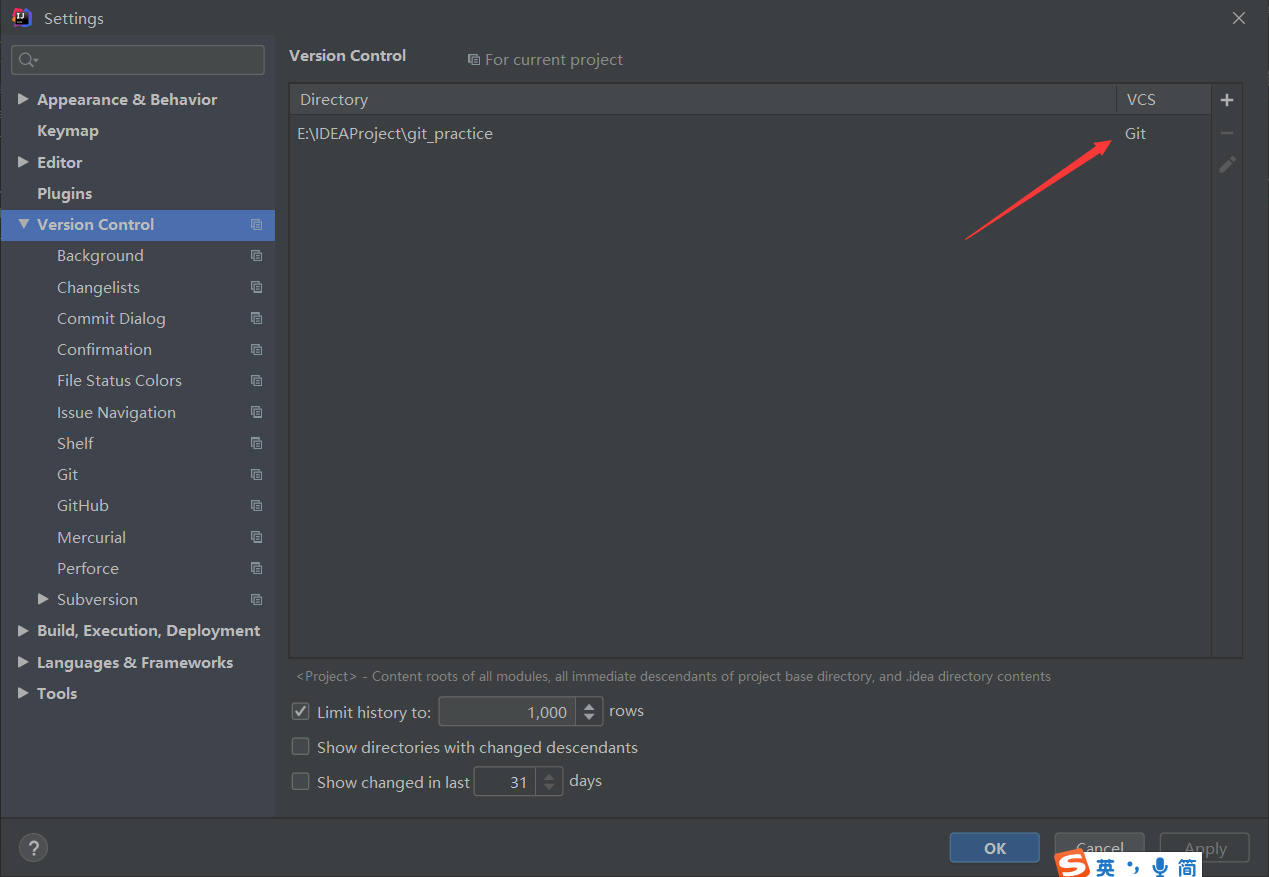 Settings
Version Control
For current project
Appearance & Behavior
Keymap
Editor
Plugins
Version Control
Background
Changelists
Commit Dialog
Confirmation
File Status Colors
Issue Navigation
Shelf
Git
GitHub
Mercurial
Perforce
Subversion
Build, Execution, Deployment
Languages & Frameworks
Tools
Directory VCS
E:\IDEAProject\git_practice Git
<Project> - Content roots of all modules, all immediate descendants of project base directory, and .idea directory contents
Limit history to: 1,000 rows
Show directories with changed descendants
Show changed in last 31 days
? OK Cancel Apply
S 英 简